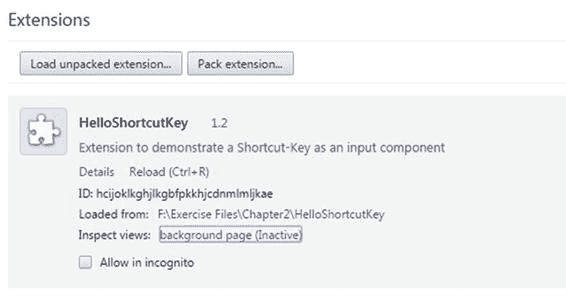 Extensions
Load unpacked extension... Pack extension...
HelloShortcutKey 1.2
Extension to demonstrate a Shortcut-Key as an input component
Details Reload (Ctrl+R)
ID: hcijoklkghjlkgbfpkkhjcdnmlmljkae
Loaded from: F:\Exercise Files\Chapter2\HelloShortcutKey
Inspect views: background page (Inactive)
Allow in incognito